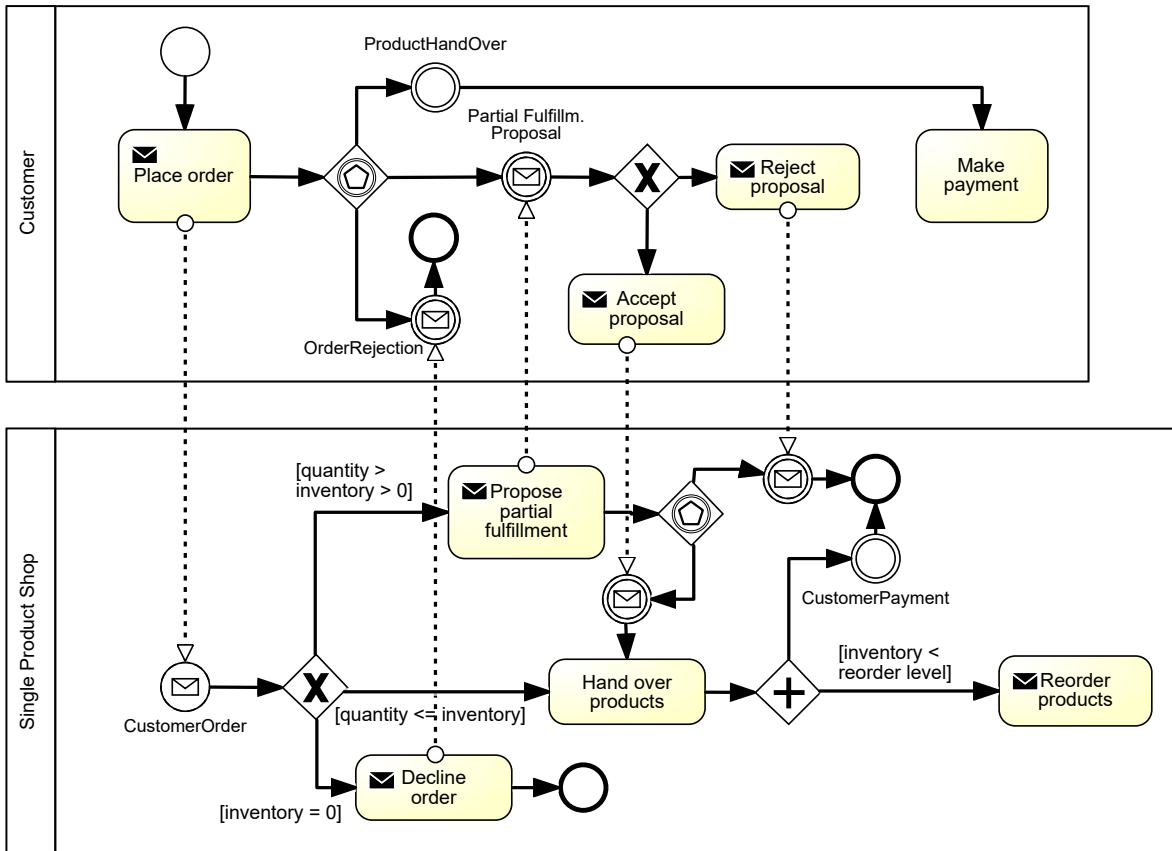 Customer
ProductHandOver
Partial Fulfillm.
Proposal
Place order
Reject
proposal
Make
payment
Accept
proposal
OrderRejection
Single Product Shop
[quantity >
inventory > 0]
Propose
partial
fulfillment
CustomerPayment
[inventory <
reorder level]
Hand over
products
Reorder
products
CustomerOrder
[quantity <= inventory]
Decline
order
[inventory = 0]